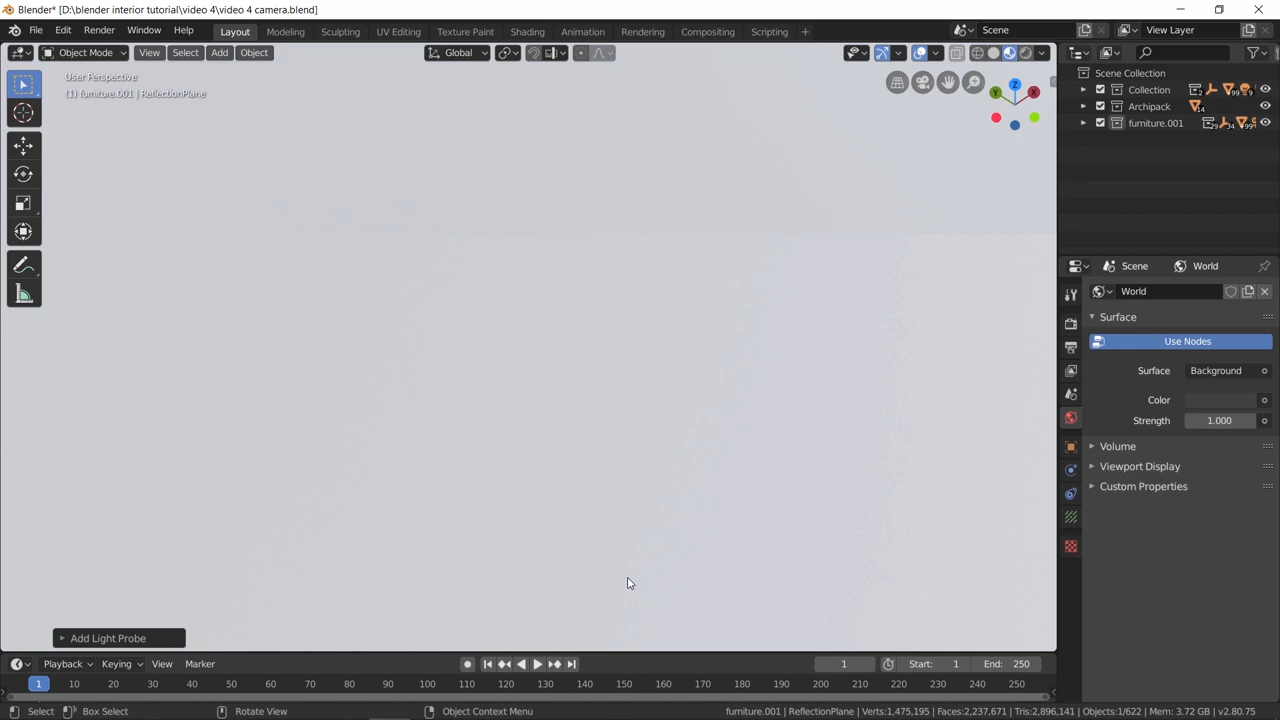 Blender* [D:\blender interior tutorial\video 4\video 4 camera.blend]
File Edit Render Window Help Layout Modeling Sculpting UV Editing Texture Paint Shading Animation Rendering Compositing Scripting + Scene View Layer
Object Mode View Select Add Object Global
User Perspective
(1) furniture.001 | ReflectionPlane
Z
Y X
Scene Collection
Collection 2 99 9
Archipack 14
furniture.001 29 34 99
Scene World
World
Surface
Use Nodes
Surface Background
Color
Strength 1.000
Volume
Viewport Display
Custom Properties
Add Light Probe
Playback Keying View Marker 1 Start: 1 End: 250
1 10 20 30 40 50 60 70 80 90 100 110 120 130 140 150 160 170 180 190 200 210 220 230 240 250
Select Box Select Rotate View Object Context Menu furniture.001 | ReflectionPlane | Verts:1,475,195 | Faces:2,237,671 | Tris:2,896,141 | Objects:1/622 | Mem: 3.72 GB | v2.80.75